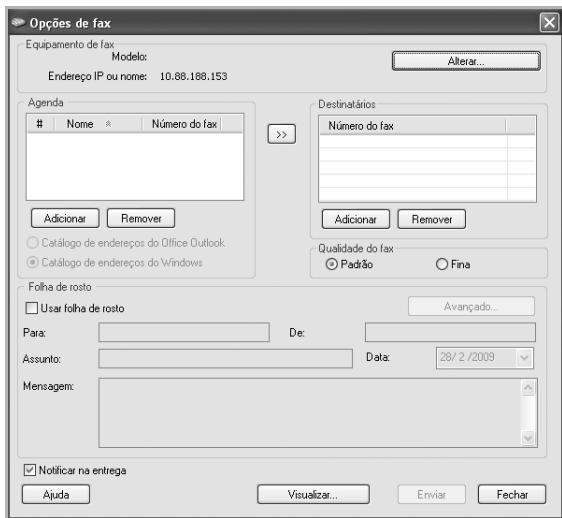 Opções de fax
Equipamento de fax
Modelo:
Alterar...
Endereço IP ou nome: 10.88.188.153
Agenda
# Nome Número do fax
>>
Destinatários
Número do fax
Adicionar Remover
Adicionar Remover
Catálogo de endereços do Office Outlook
Catálogo de endereços do Windows
Qualidade do fax
Padrão Fina
Folha de rosto
Usar folha de rosto
Avançado...
Para: De:
Assunto: Data: 28/ 2 /2009
Mensagem:
Notificar na entrega
Ajuda Visualizar... Enviar Fechar